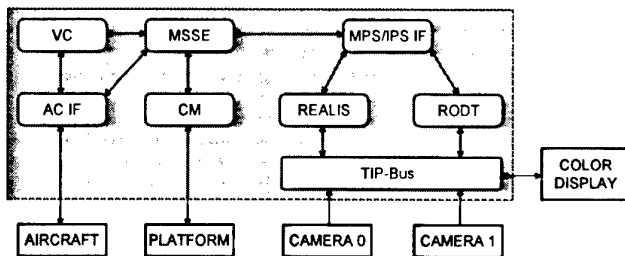 VC
MSSE
MPS/IPS IF
AC IF
CM
REALIS
RODT
TIP-Bus
COLOR
DISPLAY
AIRCRAFT
PLATFORM
CAMERA 0
CAMERA 1